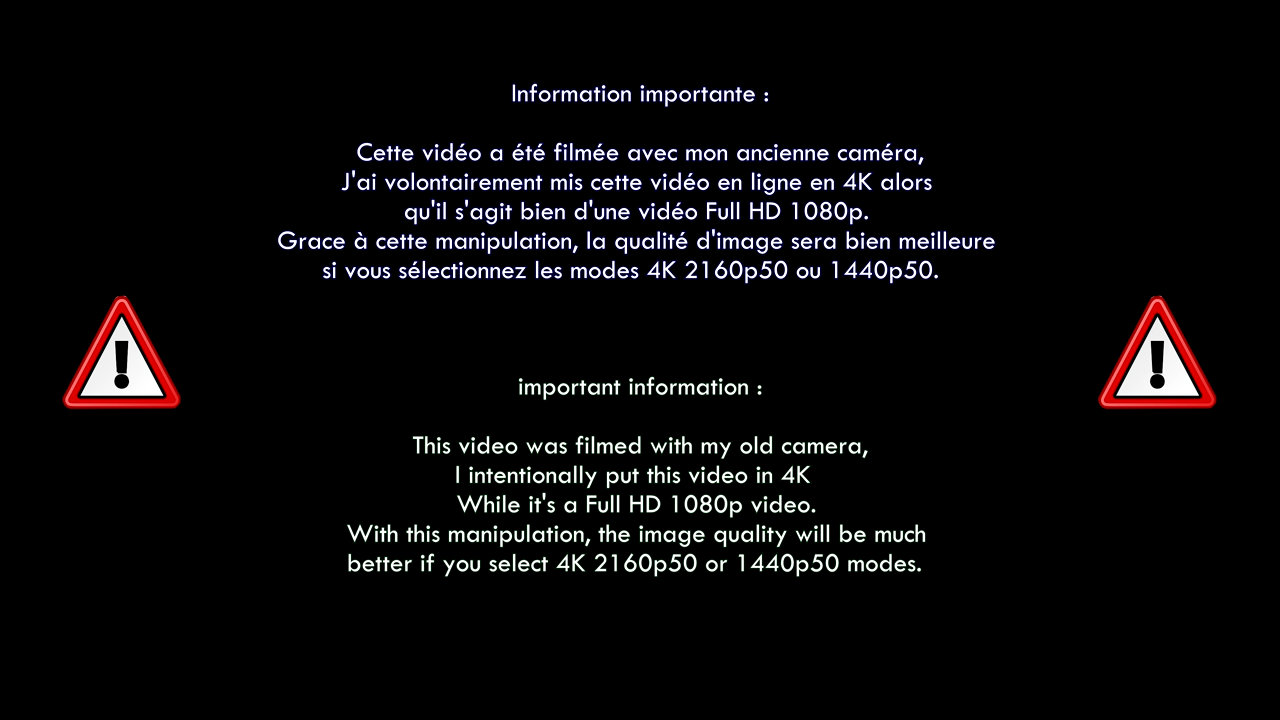 Information importante :
Cette vidéo a été filmée avec mon ancienne caméra,
J'ai volontairement mis cette vidéo en ligne en 4K alors
qu'il s'agit bien d'une vidéo Full HD 1080p.
Grace à cette manipulation, la qualité d'image sera bien meilleure
si vous sélectionnez les modes 4K 2160p50 ou 1440p50.
important information :
This video was filmed with my old camera,
I intentionally put this video in 4K
While it's a Full HD 1080p video.
With this manipulation, the image quality will be much
better if you select 4K 2160p50 or 1440p50 modes.